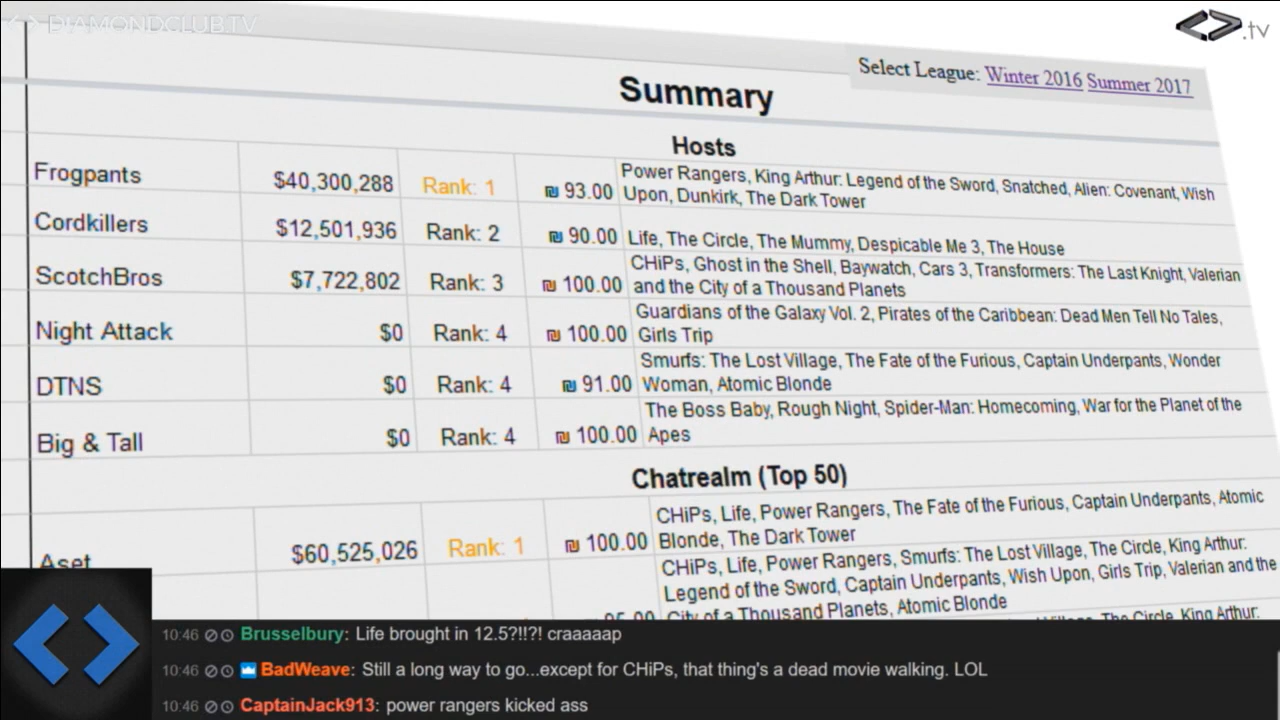 DIAMONDCLUB.TV
.tv
Select League: Winter 2016 Summer 2017
Summary
Hosts
Frogpants $40,300,288 Rank: 1 ₪ 93.00 Power Rangers, King Arthur: Legend of the Sword, Snatched, Alien: Covenant, Wish
Upon, Dunkirk, The Dark Tower
Cordkillers $12,501,936 Rank: 2 ₪ 90.00 Life, The Circle, The Mummy, Despicable Me 3, The House
ScotchBros $7,722,802 Rank: 3 ₪ 100.00 CHiPs, Ghost in the Shell, Baywatch, Cars 3, Transformers: The Last Knight, Valerian
and the City of a Thousand Planets
Night Attack $0 Rank: 4 ₪ 100.00 Guardians of the Galaxy Vol. 2, Pirates of the Caribbean: Dead Men Tell No Tales,
Girls Trip
DTNS $0 Rank: 4 ₪ 91.00 Smurfs: The Lost Village, The Fate of the Furious, Captain Underpants, Wonder
Woman, Atomic Blonde
Big & Tall $0 Rank: 4 ₪ 100.00 The Boss Baby, Rough Night, Spider-Man: Homecoming, War for the Planet of the
Apes
Chatrealm (Top 50)
Aset $60,525,026 Rank: 1 ₪ 100.00 CHiPs, Life, Power Rangers, The Fate of the Furious, Captain Underpants, Atomic
Blonde, The Dark Tower
CHiPs, Life, Power Rangers, Smurfs: The Lost Village, The Circle, King Arthur:
Legend of the Sword, Captain Underpants, Wish Upon, Girls Trip, Valerian and the
City of a Thousand Planets, Atomic Blonde
The Circle, King Arthur:
10:46 Brusselbury: Life brought in 12.5?!!?! craaaaap
10:46 BadWeave: Still a long way to go...except for CHiPs, that thing's a dead movie walking. LOL
10:46 CaptainJack913: power rangers kicked ass